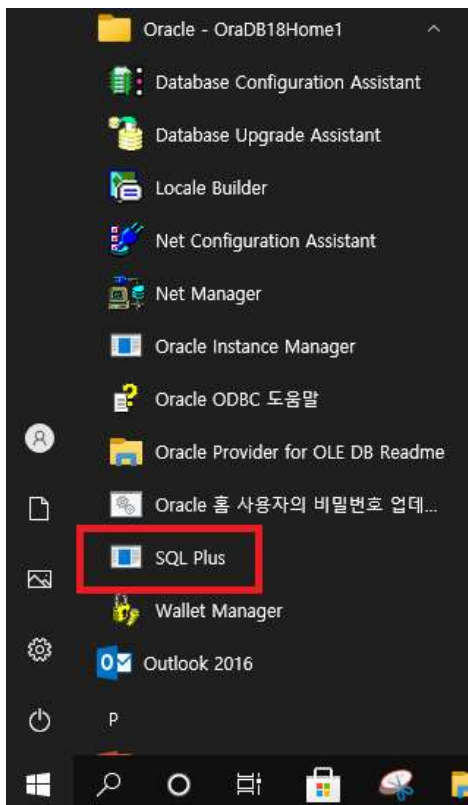 Oracle - OraDB18Home1
Database Configuration Assistant
Database Upgrade Assistant
Locale Builder
Net Configuration Assistant
Net Manager
Oracle Instance Manager
Oracle ODBC 도움말
Oracle Provider for OLE DB Readme
Oracle 홈 사용자의 비밀번호 업데...
SQL Plus
Wallet Manager
Outlook 2016
P